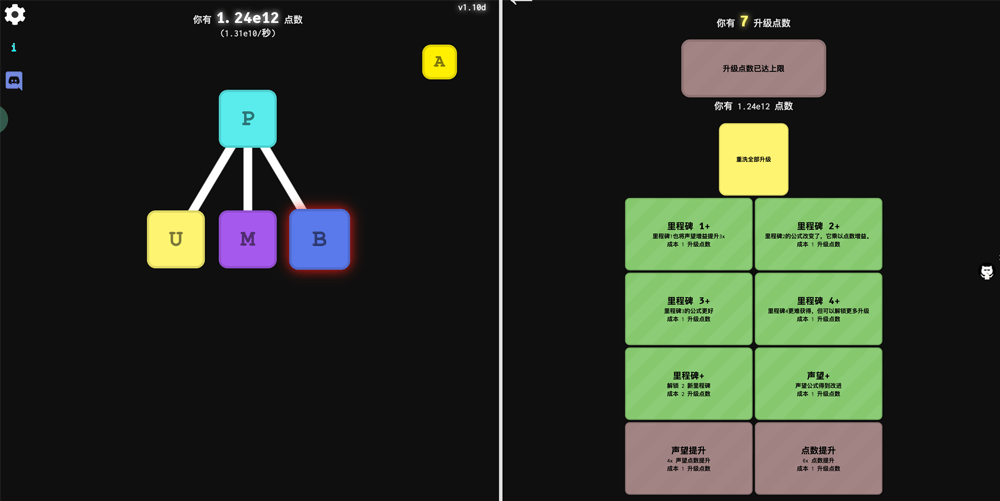 v1.10d
你有 1.24e12 点数
(1.31e10/秒)
i
A
P
U
M
B
你有 7 升级点数
升级点数已达上限
你有 1.24e12 点数
重洗全部升级
里程碑 1+
里程碑1也将声望增益提升3x
成本 1 升级点数
里程碑 2+
里程碑2的公式改变了，它乘以点数增益。
成本 1 升级点数
里程碑 3+
里程碑3的公式更好
成本 1 升级点数
里程碑 4+
里程碑4更难获得，但可以解锁更多升级
成本 1 升级点数
里程碑+
解锁 2 新里程碑
成本 2 升级点数
声望+
声望公式得到改进
成本 1 升级点数
声望提升
4x 声望点数提升
成本 1 升级点数
点数提升
6x 点数提升
成本 1 升级点数